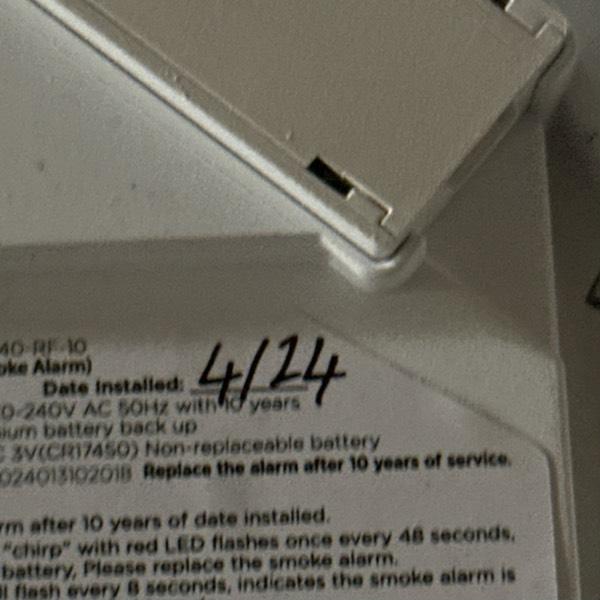 40-RF-10
oke Alarm)
Date Installed: 4/24
0-240V AC 50Hz with 10 years
ium battery back up
C 3V(CR17450) Non-replaceable battery
024013102018 Replace the alarm after 10 years of service.
rm after 10 years of date installed.
"chirp" with red LED flashes once every 48 seconds,
battery, Please replace the smoke alarm.
ll flash every 8 seconds, indicates the smoke alarm is